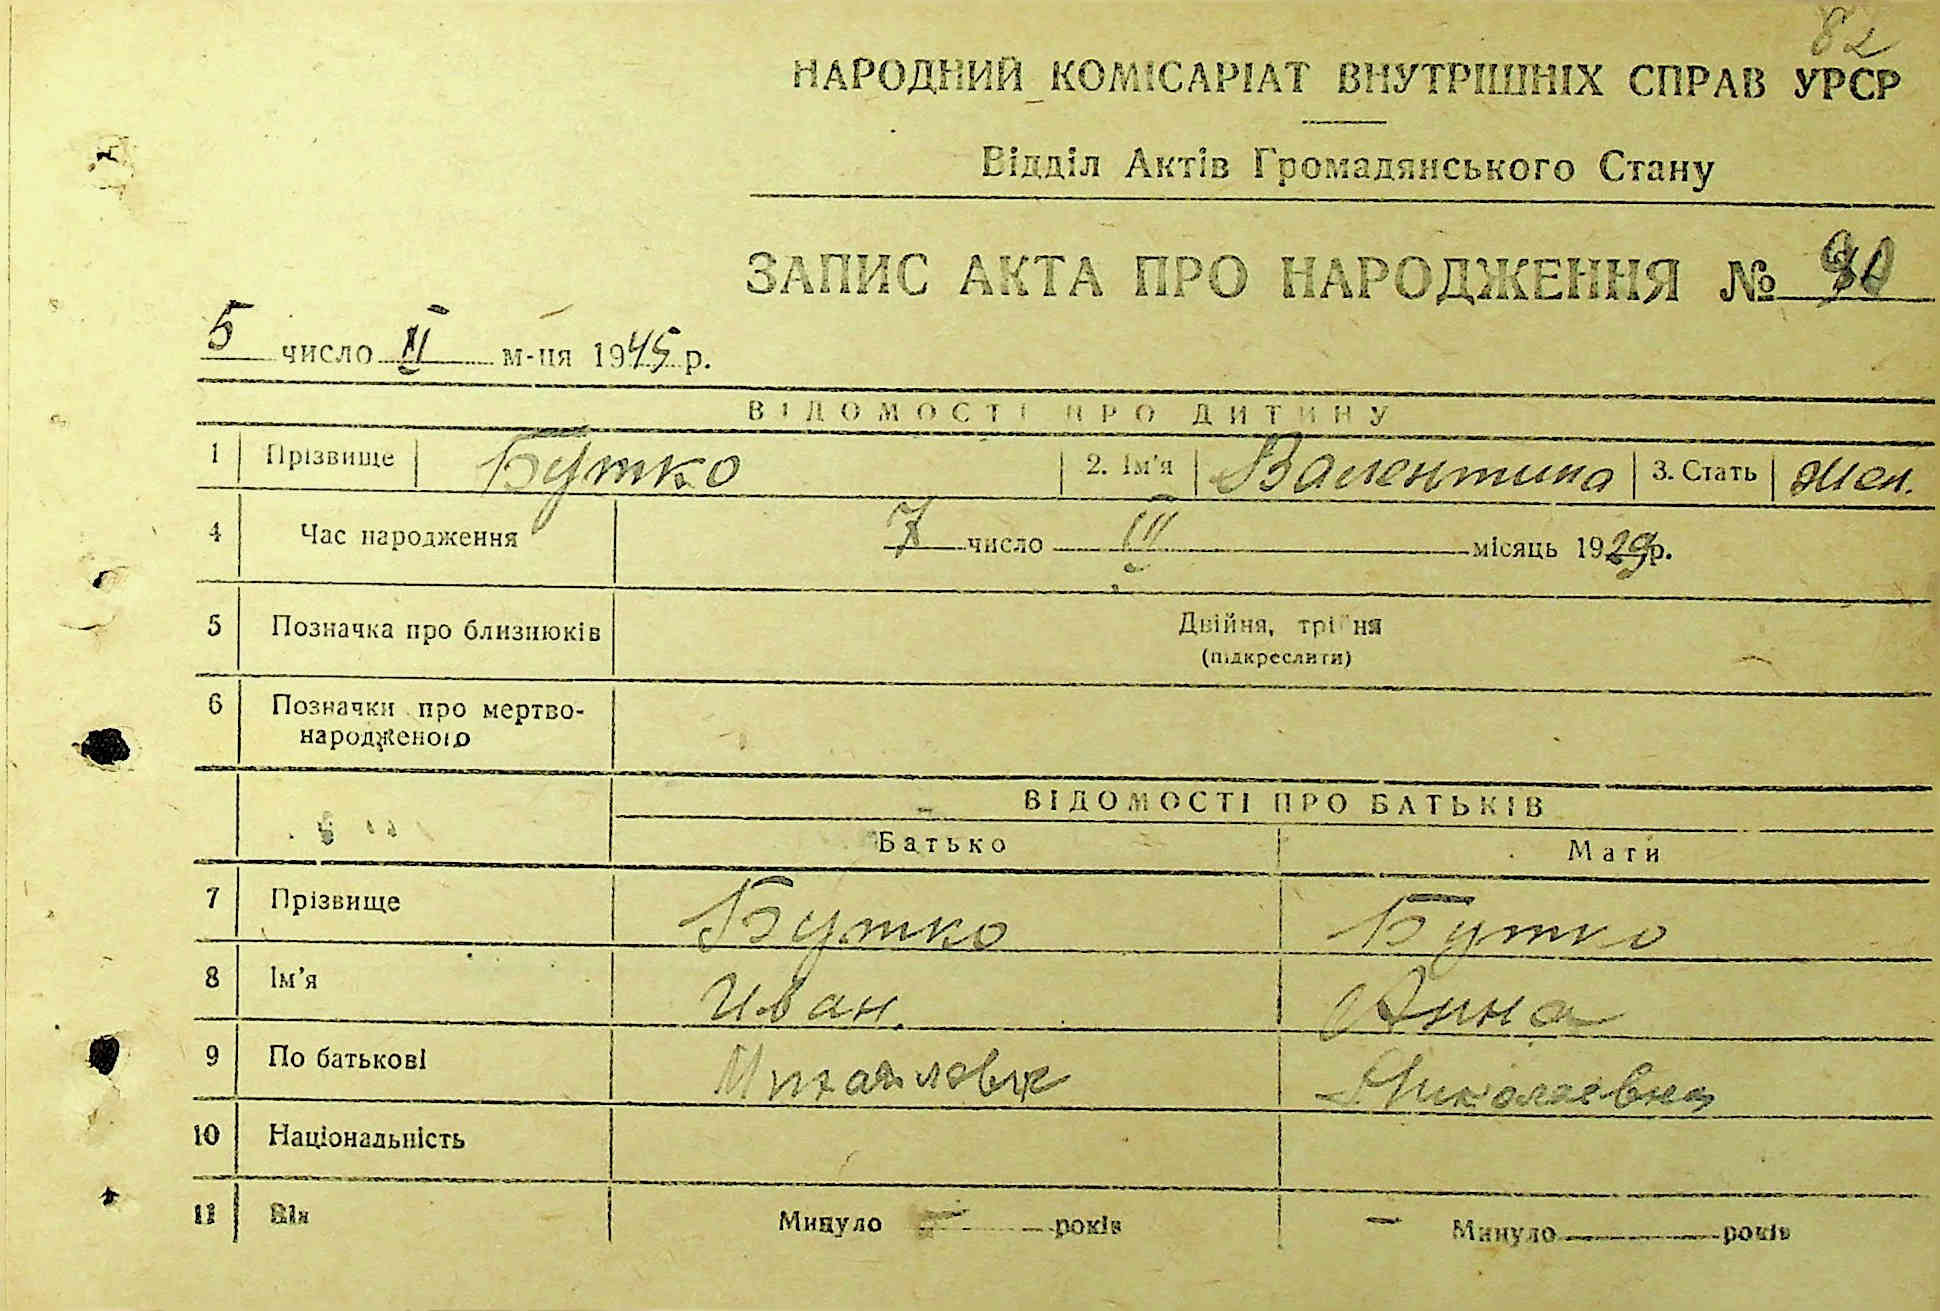 82
НАРОДНИЙ КОМІСАРІАТ ВНУТРІШНІХ СПРАВ УРСР
Відділ Актів Громадянського Стану
ЗАПИС АКТА ПРО НАРОДЖЕННЯ № 90
5 число II м-ця 1945 р.
ВІДОМОСТІ ПРО ДИТИНУ
1 Прізвище Бутко 2. Ім'я Валентина 3. Стать Жен.
4 Час народження 7 число III місяць 1929 р.
5 Позначка про близнюків Двійня, трійня
(підкреслити)
6 Позначки про мертво-
народженого
ВІДОМОСТІ ПРО БАТЬКІВ
Батько Мати
7 Прізвище Бутко Бутко
8 Ім'я Иван. Анна
9 По батькові Михайлович Николаевна
10 Національність
11 Вік Минуло — років — Минуло років